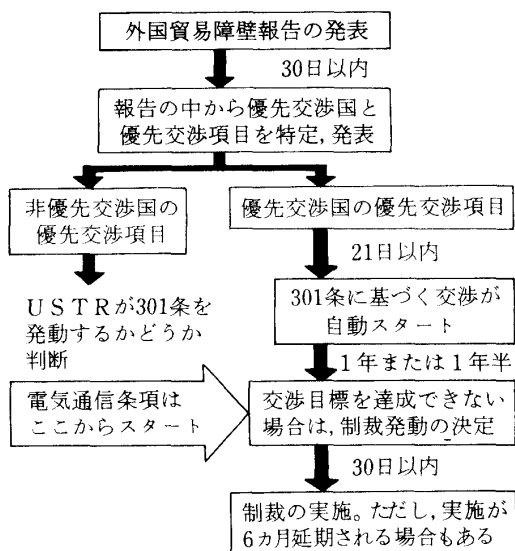 外国貿易障壁報告の発表
30日以内
報告の中から優先交渉国と
優先交渉項目を特定,発表
非優先交渉国の
優先交渉項目
優先交渉国の優先交渉項目
21日以内
USTRが301条を
発動するかどうか
判断
301条に基づく交渉が
自動スタート
1年または1年半
電気通信条項は
ここからスタート
交渉目標を達成できない
場合は,制裁発動の決定
30日以内
制裁の実施。ただし,実施が
6ヵ月延期される場合もある